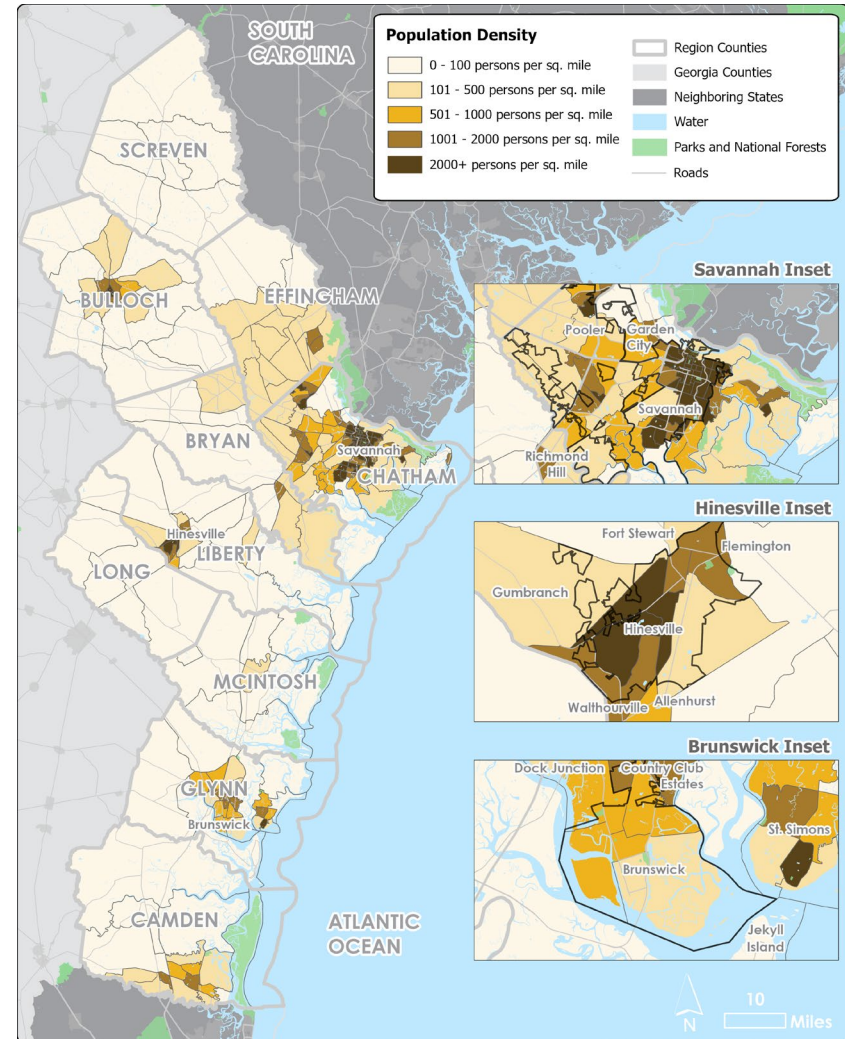 SOUTH
CAROLINA
Population Density
0 - 100 persons per sq. mile
101 - 500 persons per sq. mile
501 - 1000 persons per sq. mile
1001 - 2000 persons per sq. mile
2000+ persons per sq. mile
Region Counties
Georgia Counties
Neighboring States
Water
Parks and National Forests
Roads
SCREVEN
BULLOCH
EFFINGHAM
BRYAN
Savannah
CHATHAM
Hinesville
LIBERTY
LONG
MCINTOSH
GLYNN
Brunswick
CAMDEN
ATLANTIC
OCEAN
Savannah Inset
Pooler
Garden
City
Savannah
Richmond
Hill
Hinesville Inset
Fort Stewart
Flemington
Gumbranch
Hinesville
Walthourville
Allenhurst
Brunswick Inset
Dock Junction
Country Club
Estates
St. Simons
Brunswick
Jekyll
Island
N
10
Miles